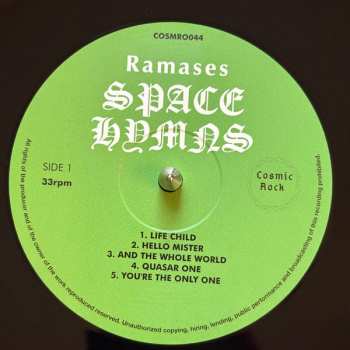 COSMRO044
Ramases
SPACE
HYMNS
SIDE 1
33rpm
Cosmic
Rock
1. LIFE CHILD
2. HELLO MISTER
3. AND THE WHOLE WORLD
4. QUASAR ONE
5. YOU'RE THE ONLY ONE
All rights of the producer and of the owner of the work reproduced reserved. Unauthorized copying, hiring, lending, public performance and broadcasting of this recording prohibited.